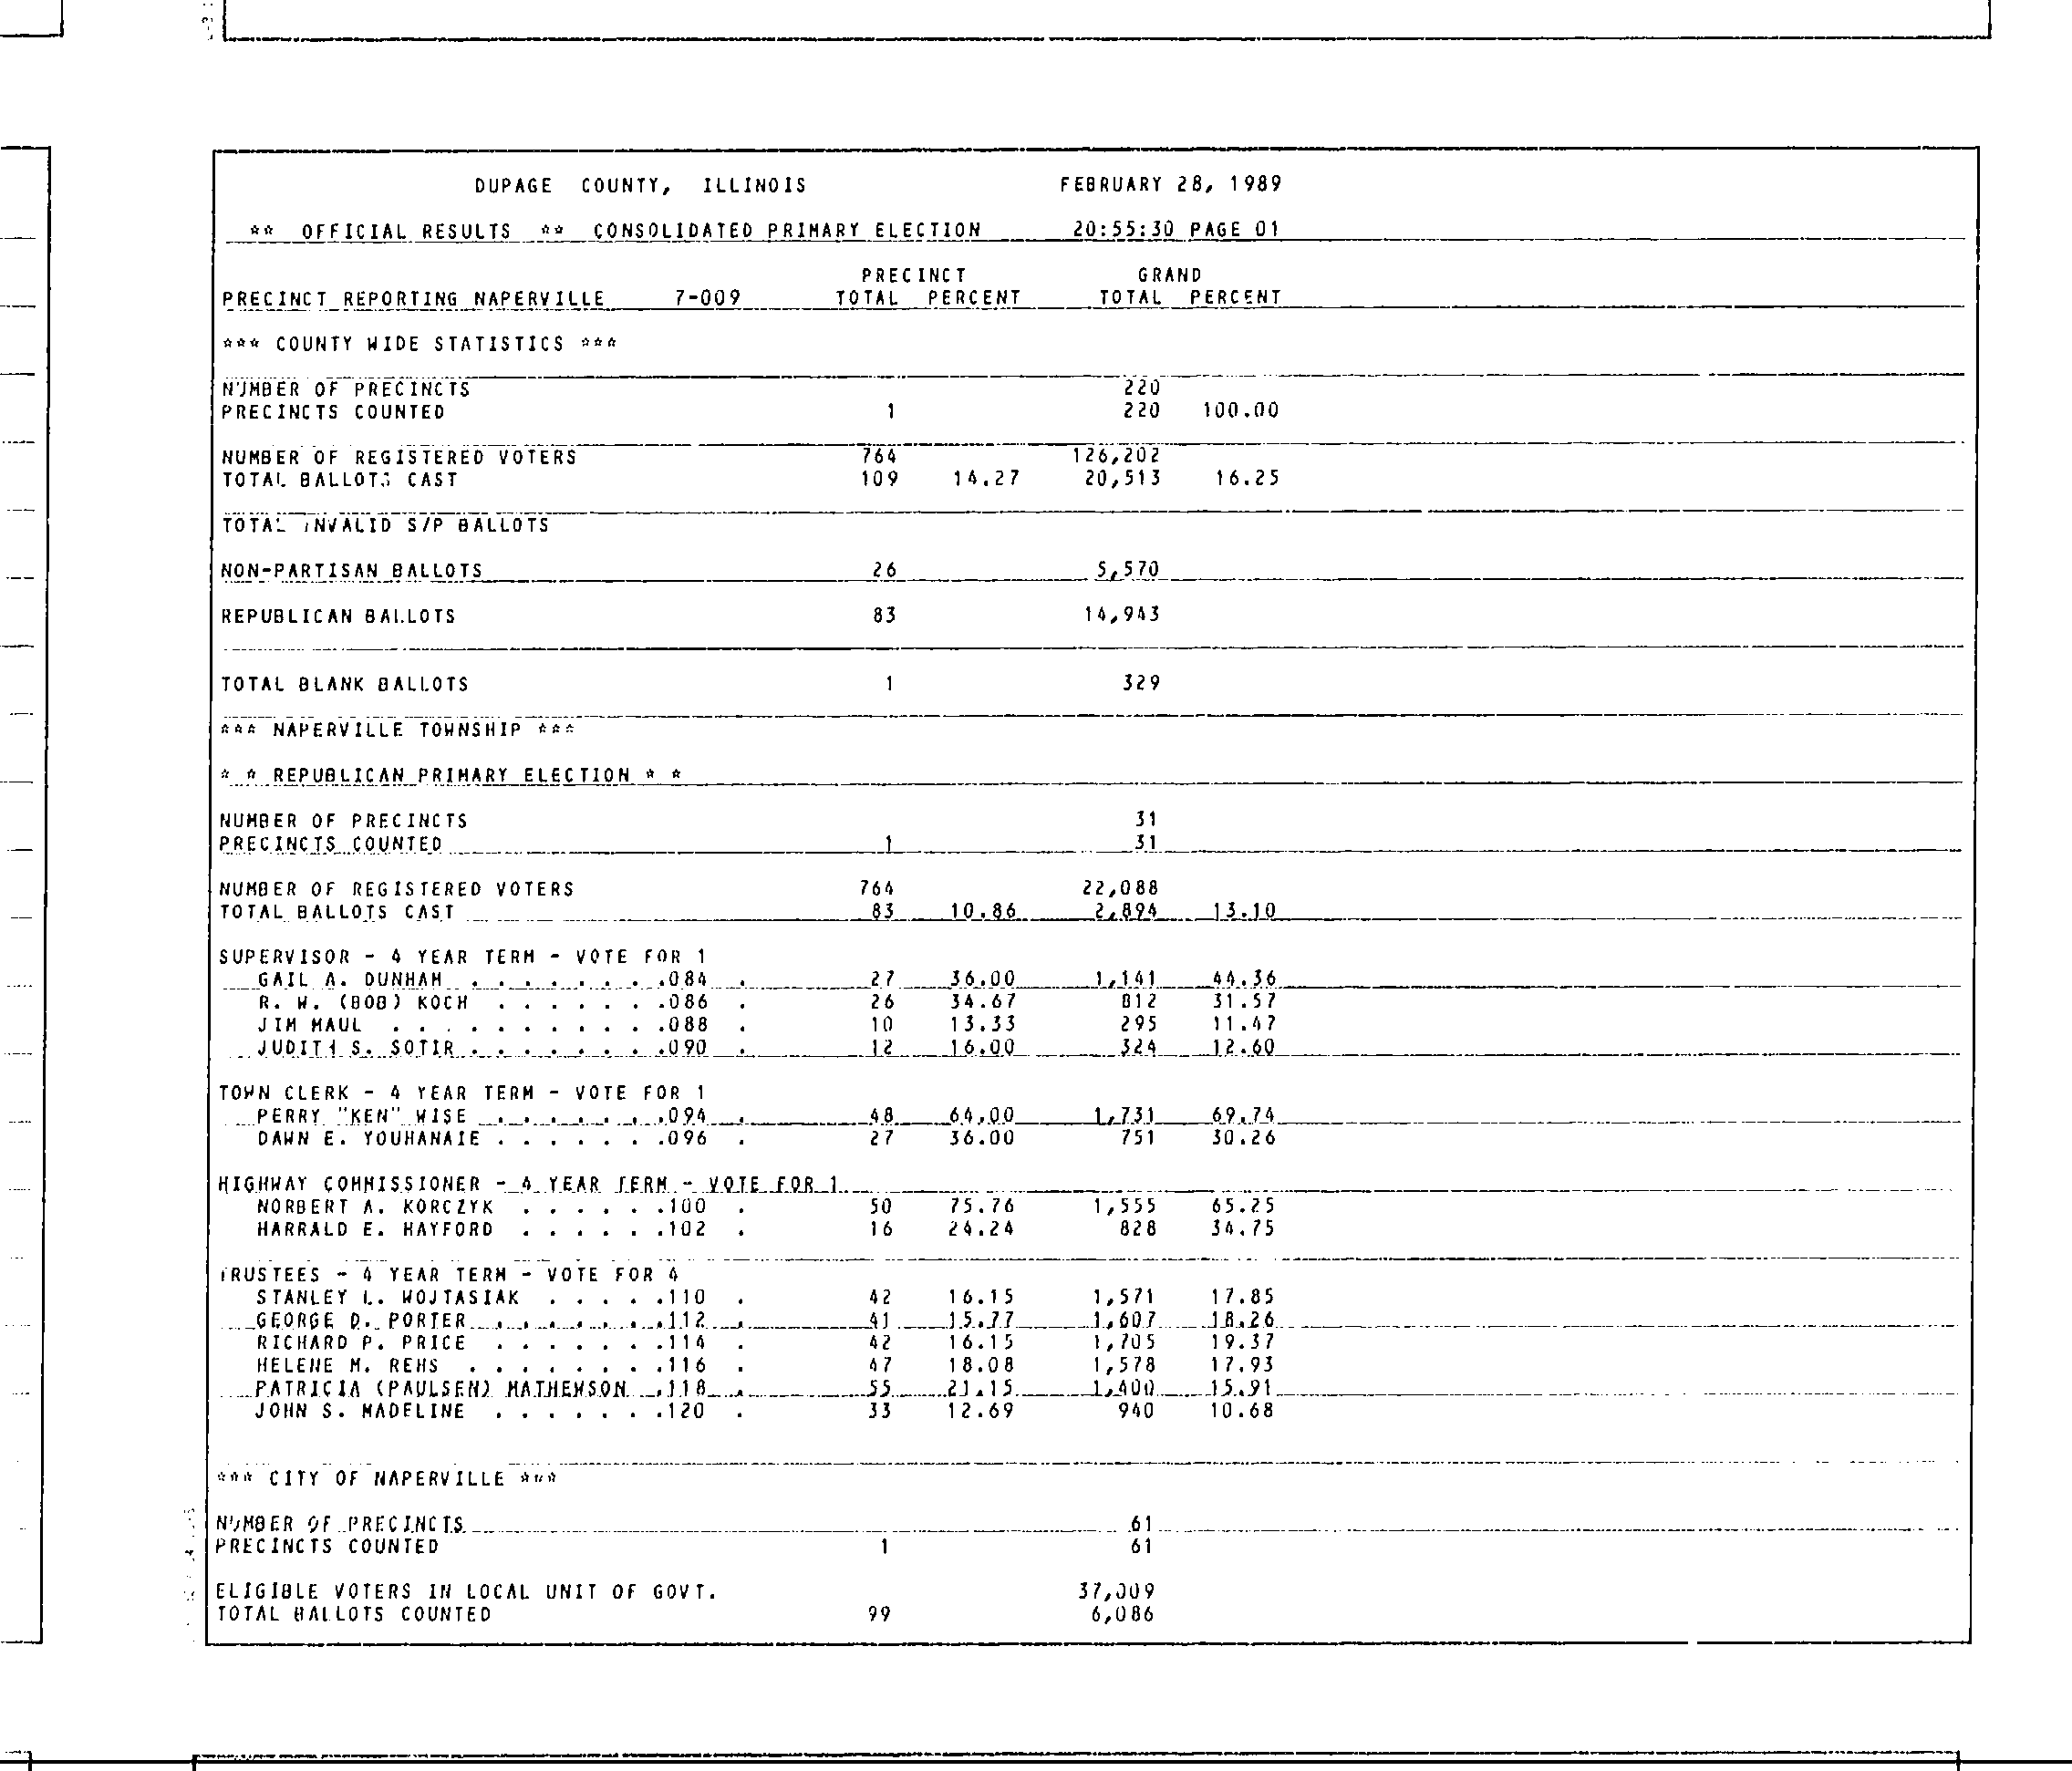 DUPAGE COUNTY, ILLINOIS FEBRUARY 28, 1989
** OFFICIAL RESULTS ** CONSOLIDATED PRIMARY ELECTION 20:55:30 PAGE 01
PRECINCT GRAND
PRECINCT REPORTING NAPERVILLE 7-009 TOTAL PERCENT TOTAL PERCENT
*** COUNTY WIDE STATISTICS ***
NUMBER OF PRECINCTS 220
PRECINCTS COUNTED 1 220 100.00
NUMBER OF REGISTERED VOTERS 764 126,202
TOTAL BALLOTS CAST 109 14.27 20,513 16.25
TOTAL INVALID S/P BALLOTS
NON-PARTISAN BALLOTS 26 5,570
REPUBLICAN BALLOTS 83 14,943
TOTAL BLANK BALLOTS 1 329
*** NAPERVILLE TOWNSHIP ***
* * REPUBLICAN PRIMARY ELECTION * *
NUMBER OF PRECINCTS 31
PRECINCTS COUNTED 1 31
NUMBER OF REGISTERED VOTERS 764 22,088
TOTAL BALLOTS CAST 83 10.86 2,894 13.10
SUPERVISOR - 4 YEAR TERM - VOTE FOR 1
GAIL A. DUNHAM . . . . . . . .084 . 27 36.00 1,141 44.36
R. W. (BOB) KOCH . . . . . . .086 . 26 34.67 812 31.57
JIM MAUL . . . . . . . . . . .088 . 10 13.33 295 11.47
JUDITH S. SOTIR . . . . . . . .090 . 12 16.00 324 12.60
TOWN CLERK - 4 YEAR TERM - VOTE FOR 1
PERRY "KEN" WISE . . . . . . .094 . 48 64.00 1,731 69.74
DAWN E. YOUHANAIE . . . . . . .096 . 27 36.00 751 30.26
HIGHWAY COMMISSIONER - 4 YEAR TERM - VOTE FOR 1
NORBERT A. KORCZYK . . . . . .100 . 50 75.76 1,555 65.25
HARRALD E. HAYFORD . . . . . .102 . 16 24.24 828 34.75
TRUSTEES - 4 YEAR TERM - VOTE FOR 4
STANLEY L. WOJTASIAK . . . . .110 . 42 16.15 1,571 17.85
GEORGE D. PORTER . . . . . . . .112 . 41 15.77 1,607 18.26
RICHARD P. PRICE . . . . . . .114 . 42 16.15 1,705 19.37
HELENE M. REHS . . . . . . . .116 . 47 18.08 1,578 17.93
PATRICIA (PAULSEN) MATHEWSON .118 . 55 21.15 1,400 15.91
JOHN S. MADELINE . . . . . . .120 . 33 12.69 940 10.68
*** CITY OF NAPERVILLE ***
NUMBER OF PRECINCTS 61
PRECINCTS COUNTED 1 61
ELIGIBLE VOTERS IN LOCAL UNIT OF GOVT. 37,009
TOTAL BALLOTS COUNTED 99 6,086